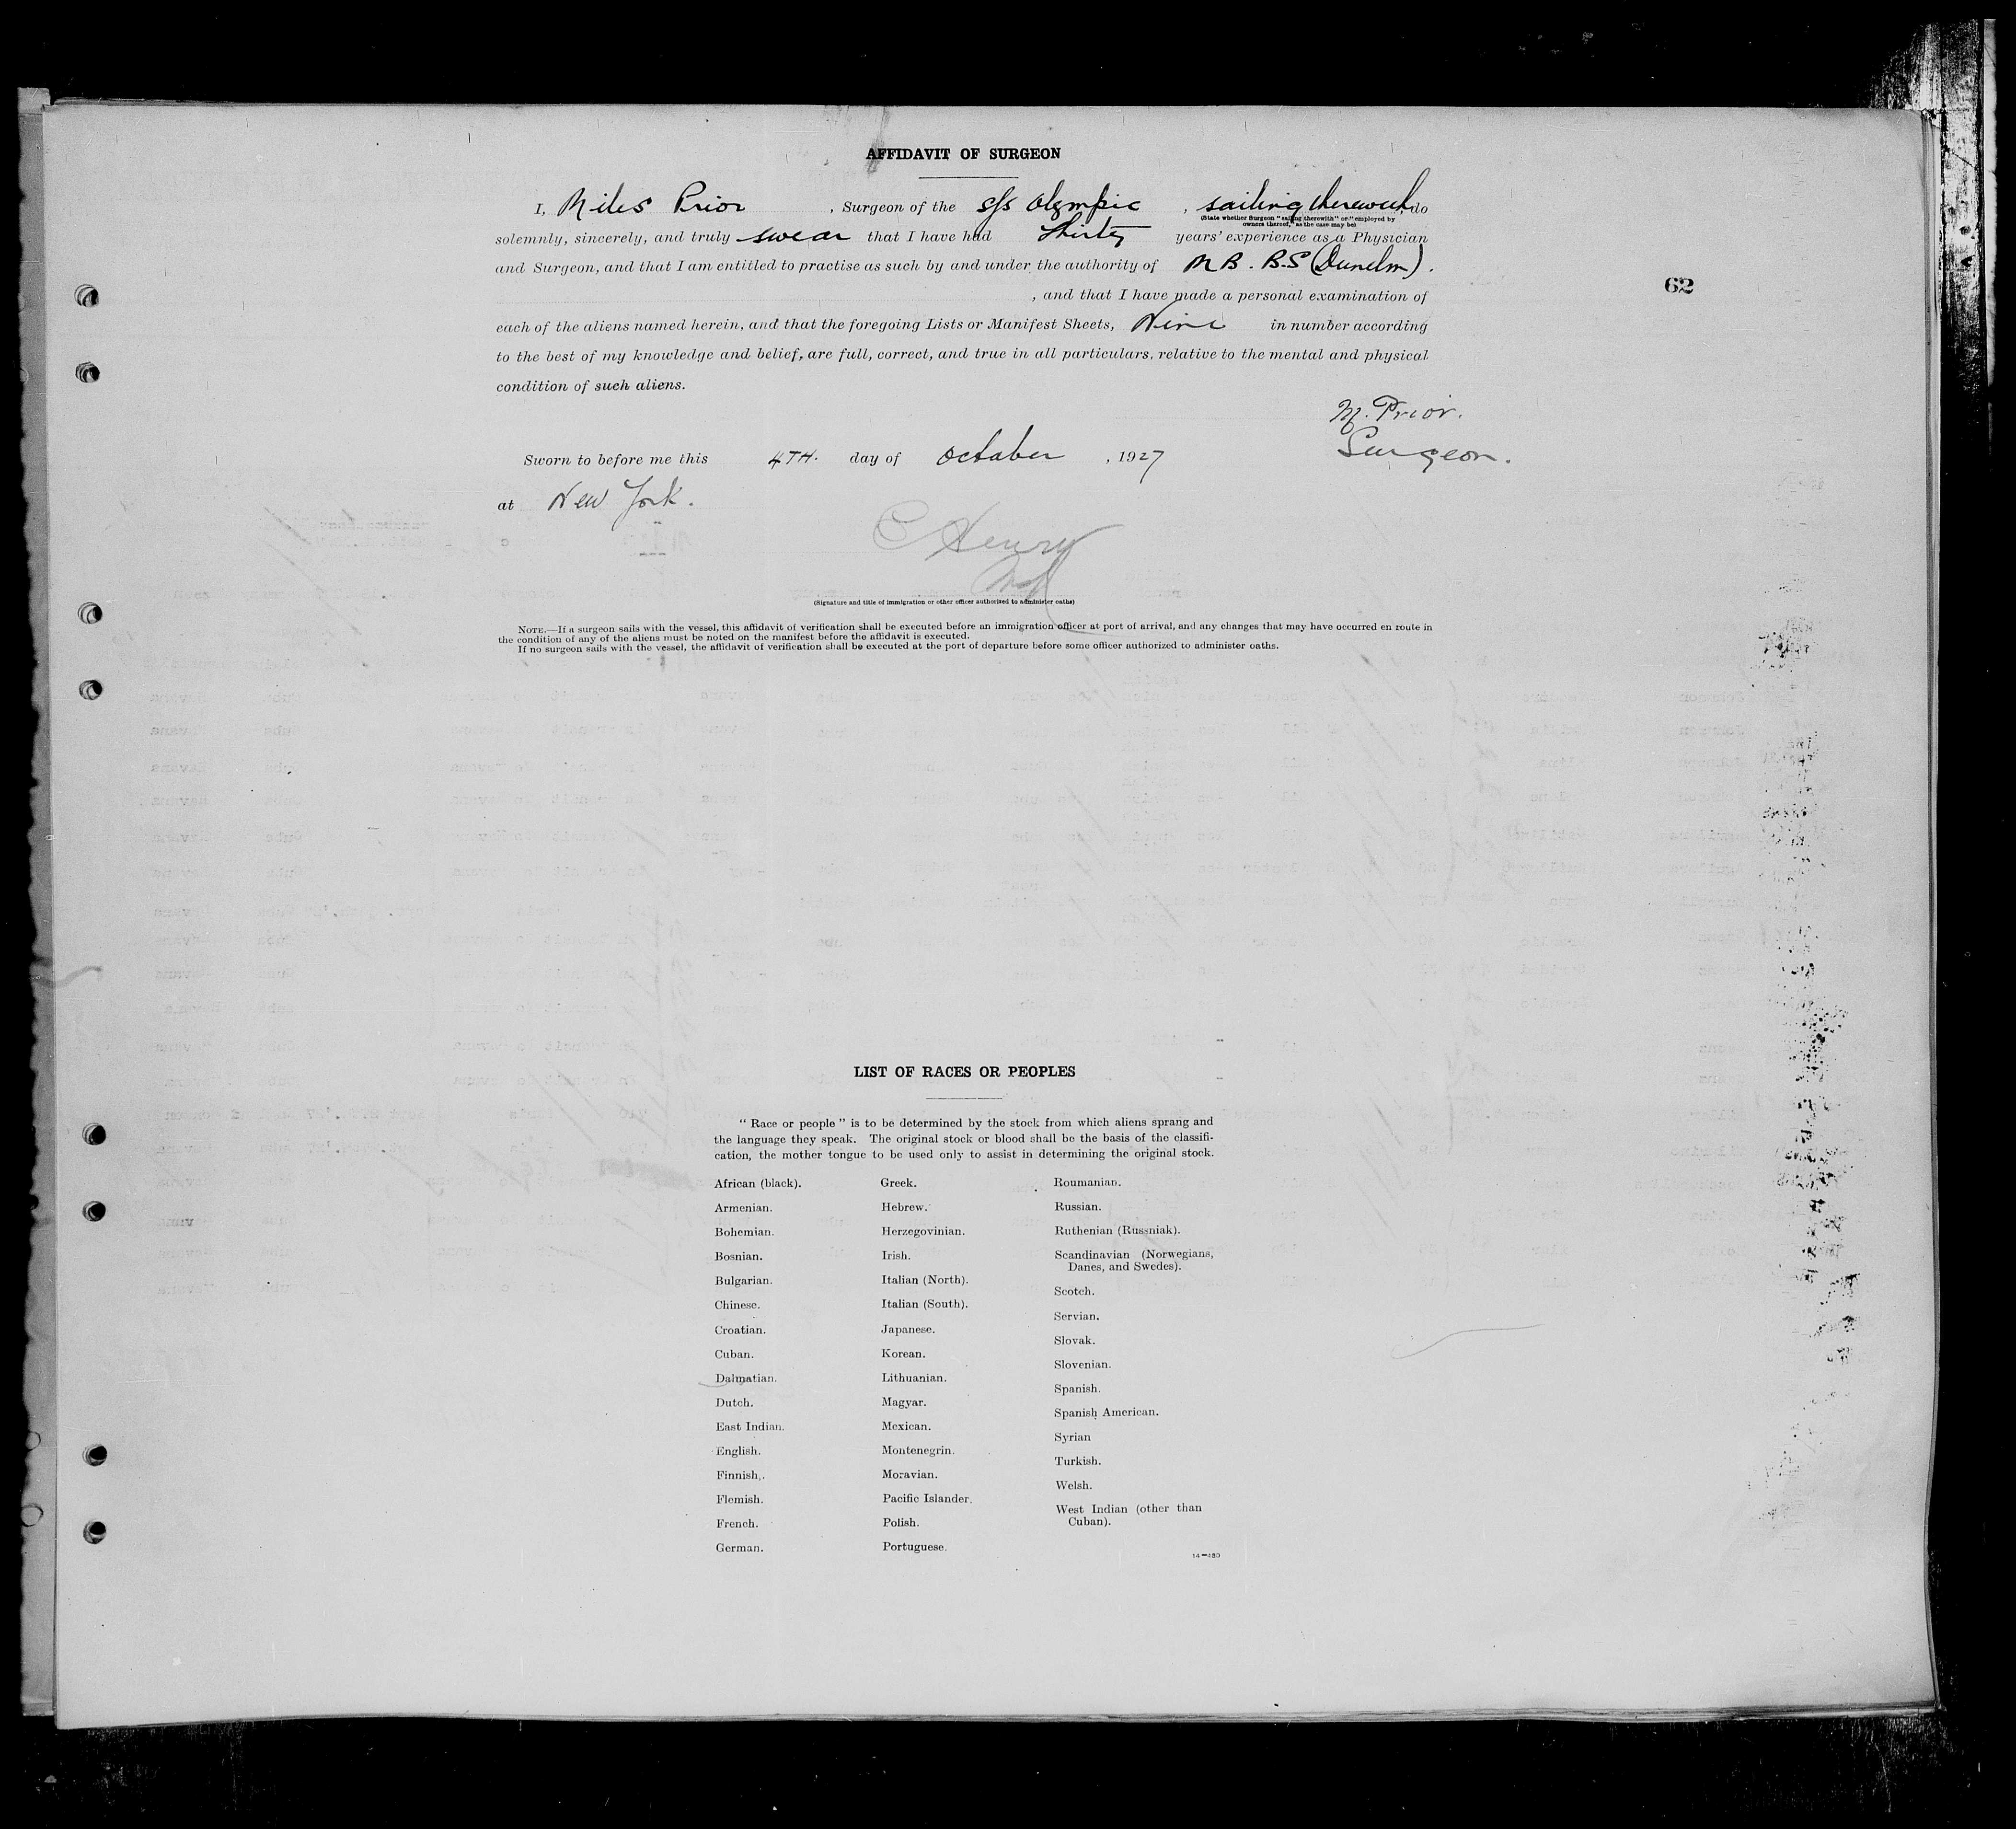 AFFIDAVIT OF SURGEON
I, Miles Prior , Surgeon of the s/s Olympic , sailing therewith, do
(State whether Surgeon "sailing therewith" or "employed by
owners thereof," as the case may be)
solemnly, sincerely, and truly swear that I have had Thirty years' experience as a Physician
and Surgeon, and that I am entitled to practise as such by and under the authority of M.B. B.S (Dunelm).
, and that I have made a personal examination of
62
each of the aliens named herein, and that the foregoing Lists or Manifest Sheets, Nine in number according
to the best of my knowledge and belief, are full, correct, and true in all particulars, relative to the mental and physical
condition of such aliens.
M. Prior.
Surgeon.
Sworn to before me this 4TH. day of October , 1927
at New York.
C Henry
(Signature and title of immigration or other officer authorized to administer oaths)
NOTE.—If a surgeon sails with the vessel, this affidavit of verification shall be executed before an immigration officer at port of arrival, and any changes that may have occurred en route in
the condition of any of the aliens must be noted on the manifest before the affidavit is executed.
If no surgeon sails with the vessel, the affidavit of verification shall be executed at the port of departure before some officer authorized to administer oaths.
LIST OF RACES OR PEOPLES
" Race or people " is to be determined by the stock from which aliens sprang and
the language they speak. The original stock or blood shall be the basis of the classifi-
cation, the mother tongue to be used only to assist in determining the original stock.
African (black).
Armenian.
Bohemian.
Bosnian.
Bulgarian.
Chinese.
Croatian.
Cuban.
Dalmatian.
Dutch.
East Indian.
English.
Finnish.
Flemish.
French.
German.
Greek.
Hebrew.
Herzegovinian.
Irish.
Italian (North).
Italian (South).
Japanese.
Korean.
Lithuanian.
Magyar.
Mexican.
Montenegrin.
Moravian.
Pacific Islander.
Polish.
Portuguese.
Roumanian.
Russian.
Ruthenian (Russniak).
Scandinavian (Norwegians,
Danes, and Swedes).
Scotch.
Servian.
Slovak.
Slovenian.
Spanish.
Spanish American.
Syrian
Turkish.
Welsh.
West Indian (other than
Cuban).